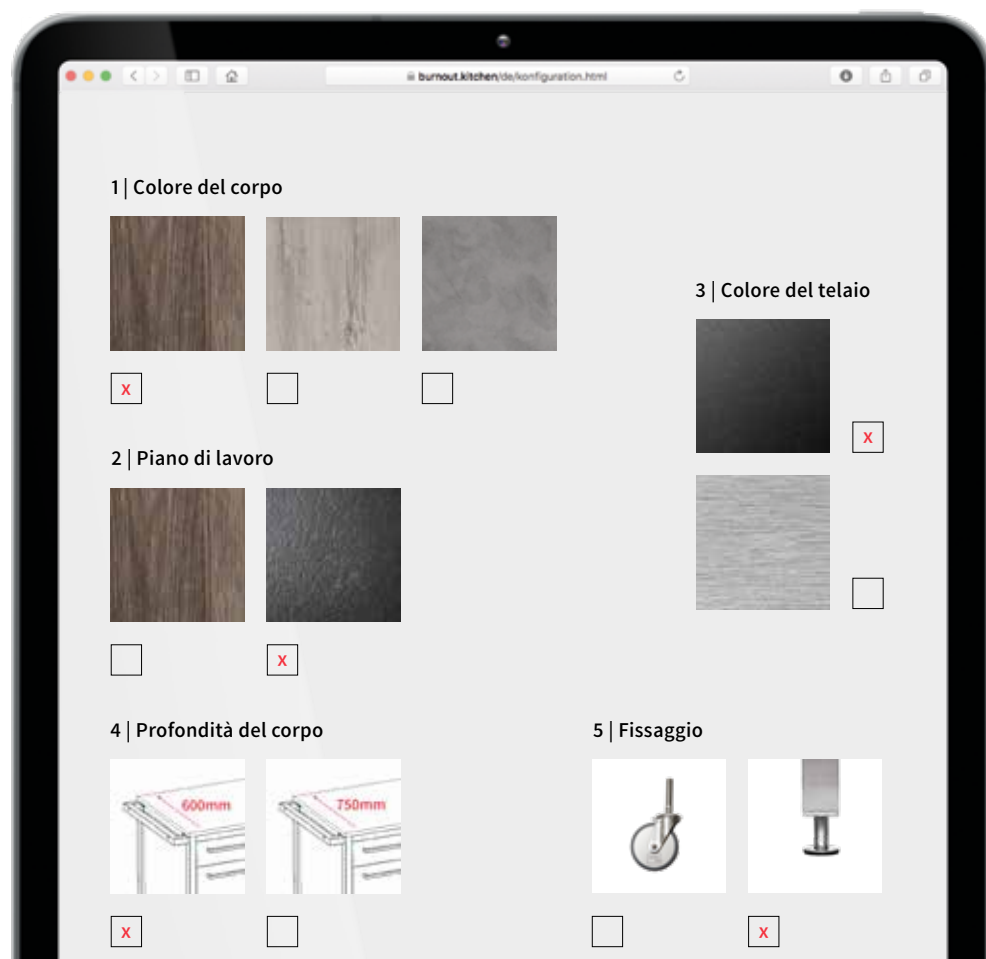 burnout.kitchen/de/konfiguration.html
1 | Colore del corpo
3 | Colore del telaio
X
X
2 | Piano di lavoro
X
4 | Profondità del corpo
5 | Fissaggio
600mm
750mm
X
X